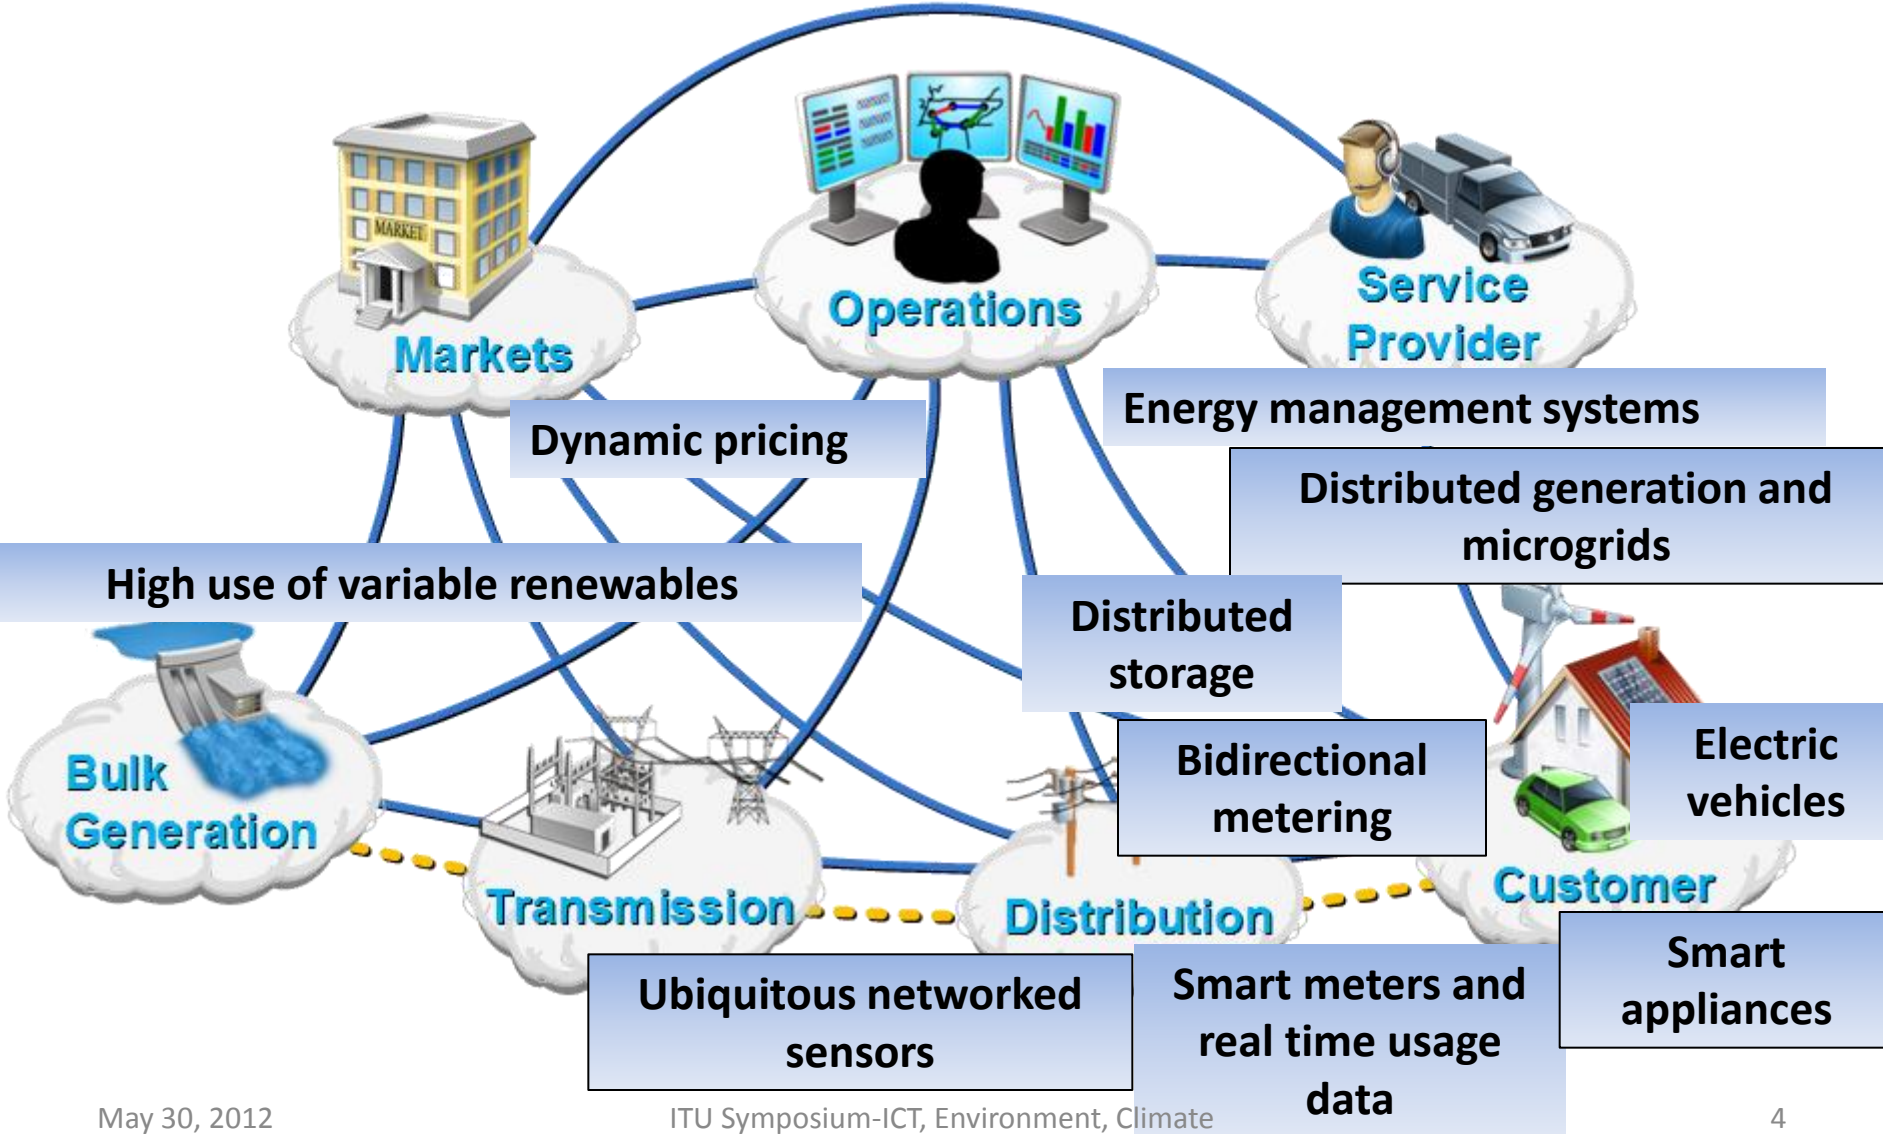 MARKET
Markets
Operations
Service
Provider
Dynamic pricing
Energy management systems
Distributed generation and
microgrids
High use of variable renewables
Distributed
storage
Bidirectional
metering
Electric
vehicles
Bulk
Generation
Transmission
Distribution
Customer
Ubiquitous networked
sensors
Smart meters and
real time usage
data
Smart
appliances
May 30, 2012
ITU Symposium-ICT, Environment, Climate
4